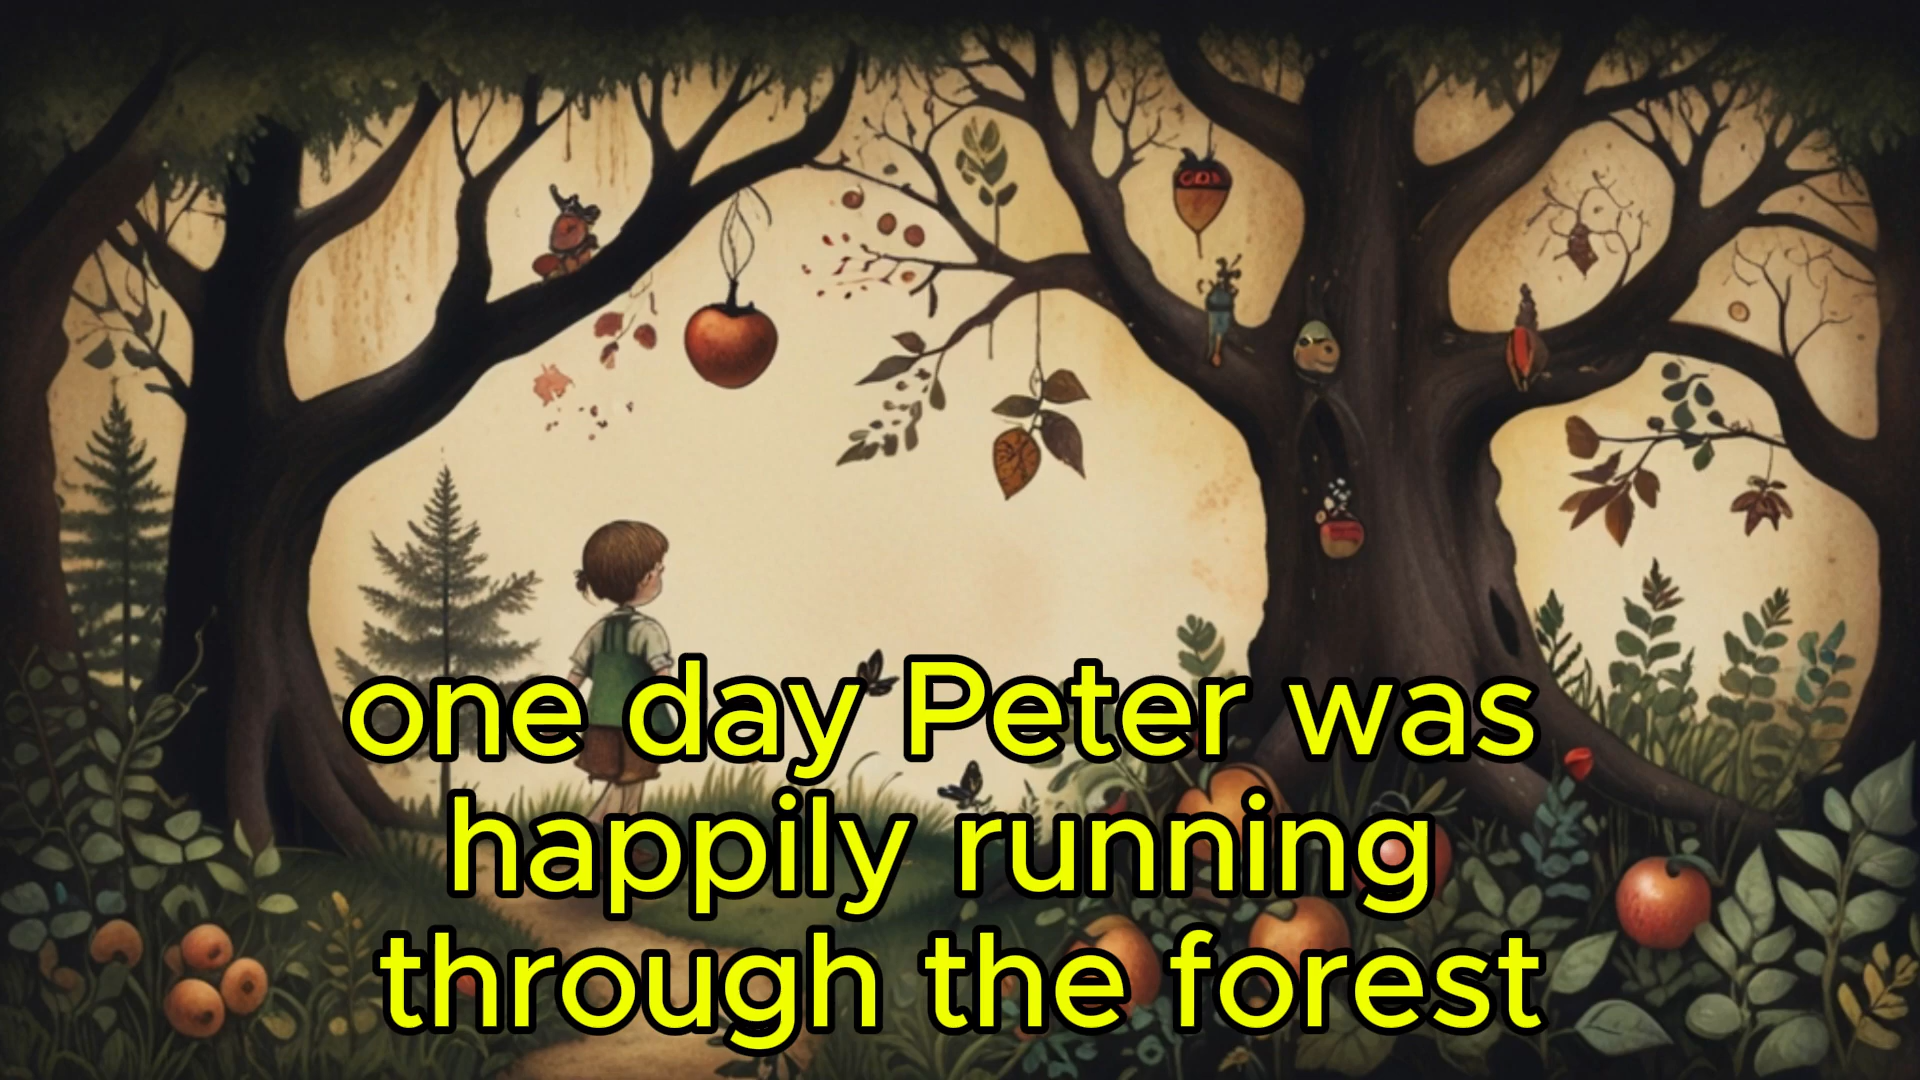 one day Peter was
happily running
through the forest